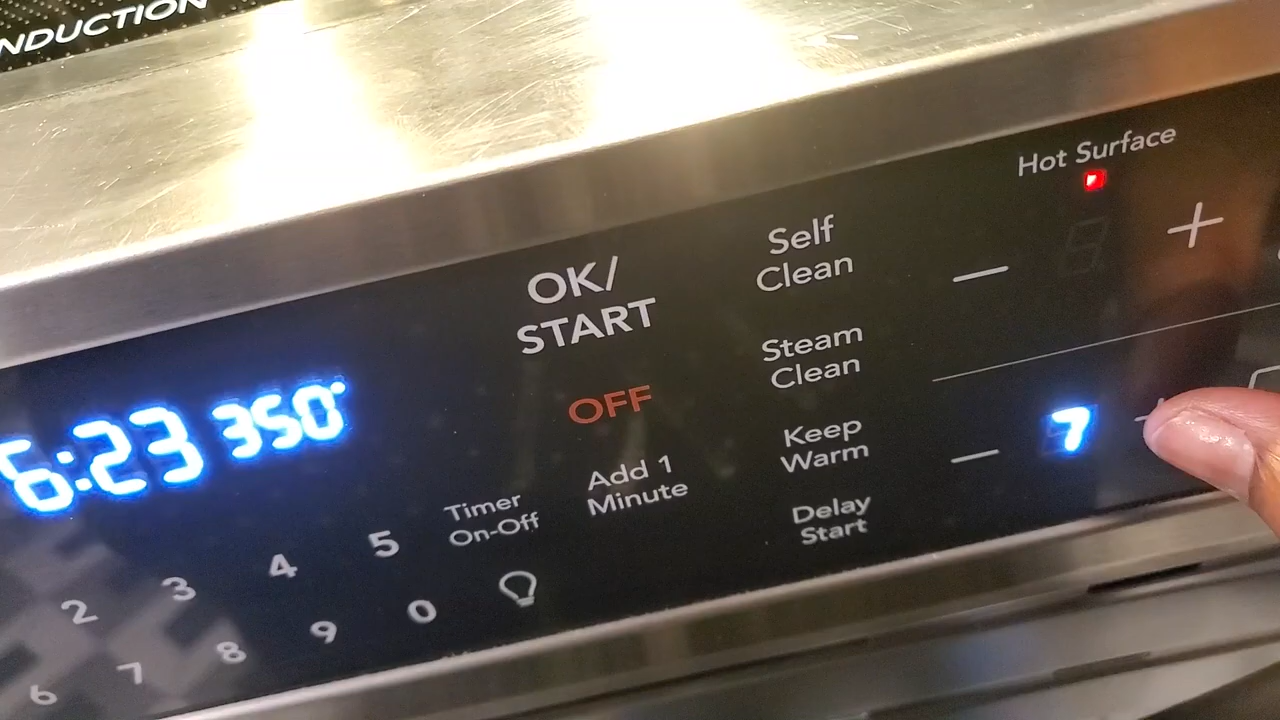 NDUCTION
Hot Surface
Self
Clean
+
OK/
START
—
Steam
Clean
6:23 350°
OFF
7
—
Keep
Warm
Add 1
Minute
Timer
On-Off
Delay
Start
2 3 4 5
6 7 8 9 0